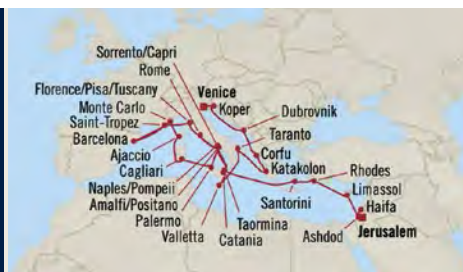 Sorrento/Capri
Rome
Florence/Pisa/Tuscany
Venice
Monte Carlo
Koper
Saint-Tropez
Dubrovnik
Barcelona
Taranto
Ajaccio
Corfu
Cagliari
Katakolon
Rhodes
Naples/Pompeii
Limassol
Amalfi/Positano
Santorini
Haifa
Palermo
Taormina
Jerusalem
Valletta
Catania
Ashdod